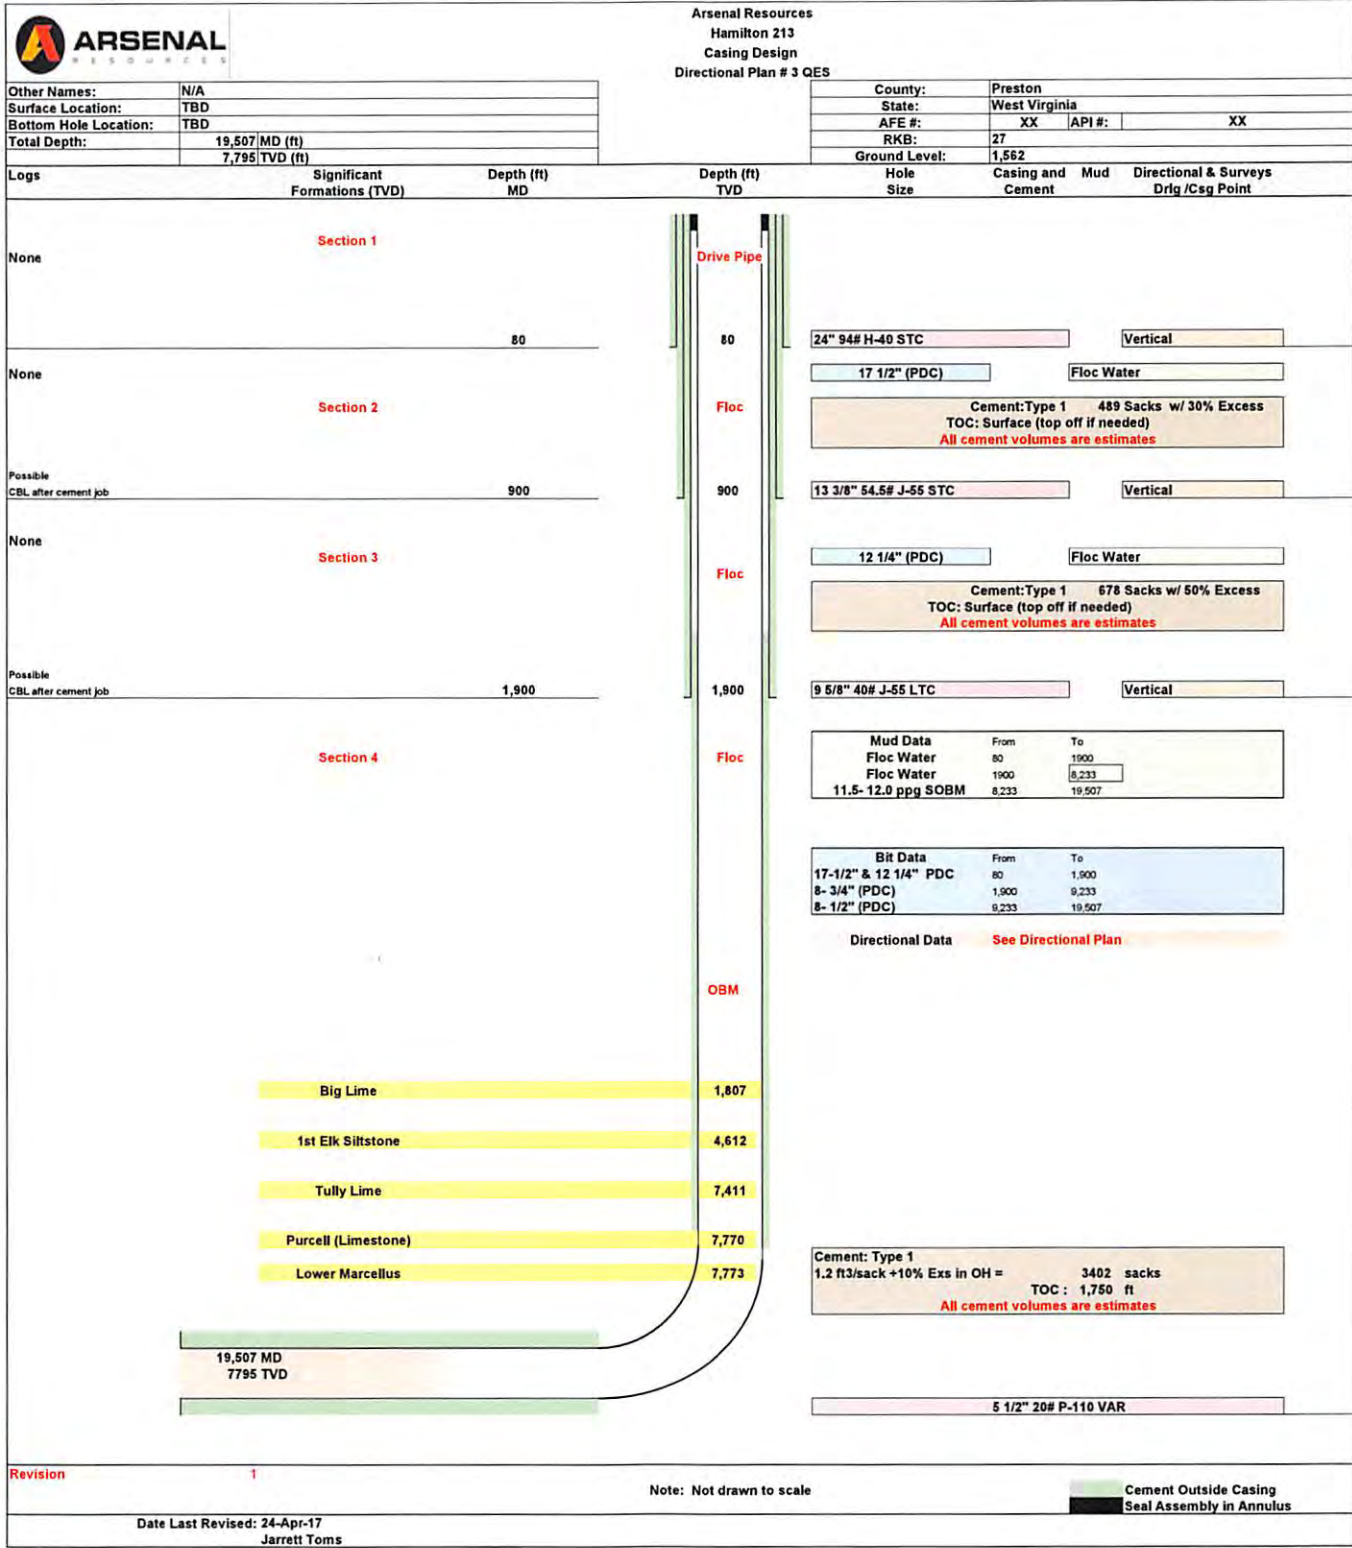 Arsenal Resources
Hamilton 213
Casing Design
Directional Plan # 3 QES
ARSENAL
RESOURCES
Other Names: N/A
Surface Location: TBD
Bottom Hole Location: TBD
Total Depth: 19,507 MD (ft)
7,795 TVD (ft)
County: Preston
State: West Virginia
AFE #: XX API #: XX
RKB: 27
Ground Level: 1,562
Logs Significant Formations (TVD) Depth (ft) MD Depth (ft) TVD Hole Size Casing and Cement Mud Directional & Surveys Drlg /Csg Point
Section 1
None
Drive Pipe
80 80 24" 94# H-40 STC Vertical
None 17 1/2" (PDC) Floc Water
Section 2 Floc
Cement:Type 1 489 Sacks w/ 30% Excess
TOC: Surface (top off if needed)
All cement volumes are estimates
Possible
CBL after cement job 900 900 13 3/8" 54.5# J-55 STC Vertical
None
Section 3 12 1/4" (PDC) Floc Water
Floc
Cement:Type 1 678 Sacks w/ 50% Excess
TOC: Surface (top off if needed)
All cement volumes are estimates
Possible
CBL after cement job 1,900 1,900 9 5/8" 40# J-55 LTC Vertical
Section 4 Floc
Mud Data From To
Floc Water 80 1900
Floc Water 1900 8,233
11.5- 12.0 ppg SOBM 8,233 19,507
Bit Data From To
17-1/2" & 12 1/4" PDC 80 1,900
8- 3/4" (PDC) 1,900 9,233
8- 1/2" (PDC) 9,233 19,507
Directional Data See Directional Plan
OBM
Big Lime 1,807
1st Elk Siltstone 4,612
Tully Lime 7,411
Purcell (Limestone) 7,770
Lower Marcellus 7,773
Cement: Type 1
1.2 ft3/sack +10% Exs in OH = 3402 sacks
TOC : 1,750 ft
All cement volumes are estimates
19,507 MD
7795 TVD
5 1/2" 20# P-110 VAR
Revision 1
Note: Not drawn to scale
Cement Outside Casing
Seal Assembly in Annulus
Date Last Revised: 24-Apr-17
Jarrett Toms